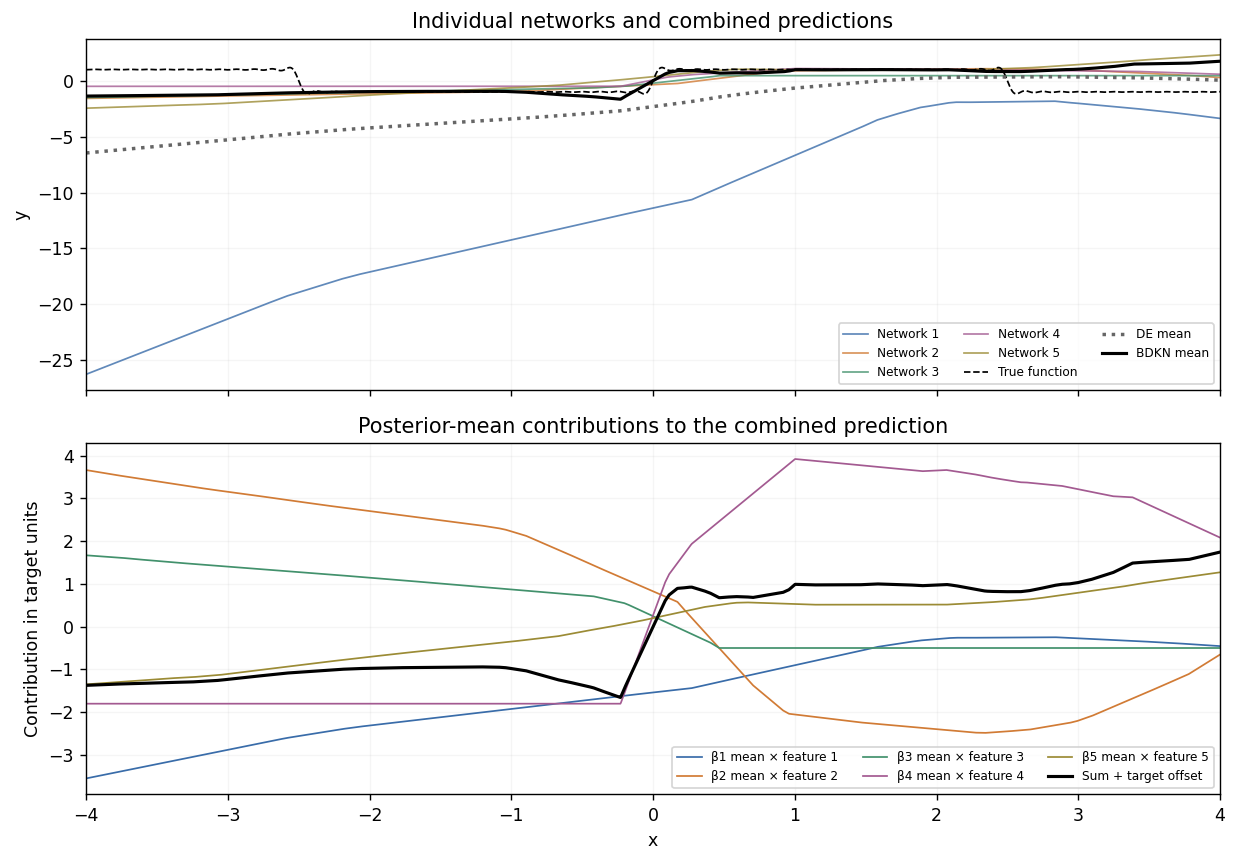 Individual networks and combined predictions
0
−5
−10
−15
−20
−25
y
Network 1
Network 2
Network 3
Network 4
Network 5
True function
DE mean
BDKN mean
Posterior-mean contributions to the combined prediction
4
3
2
1
0
−1
−2
−3
Contribution in target units
β1 mean × feature 1
β2 mean × feature 2
β3 mean × feature 3
β4 mean × feature 4
β5 mean × feature 5
Sum + target offset
−4 −3 −2 −1 0 1 2 3 4
x